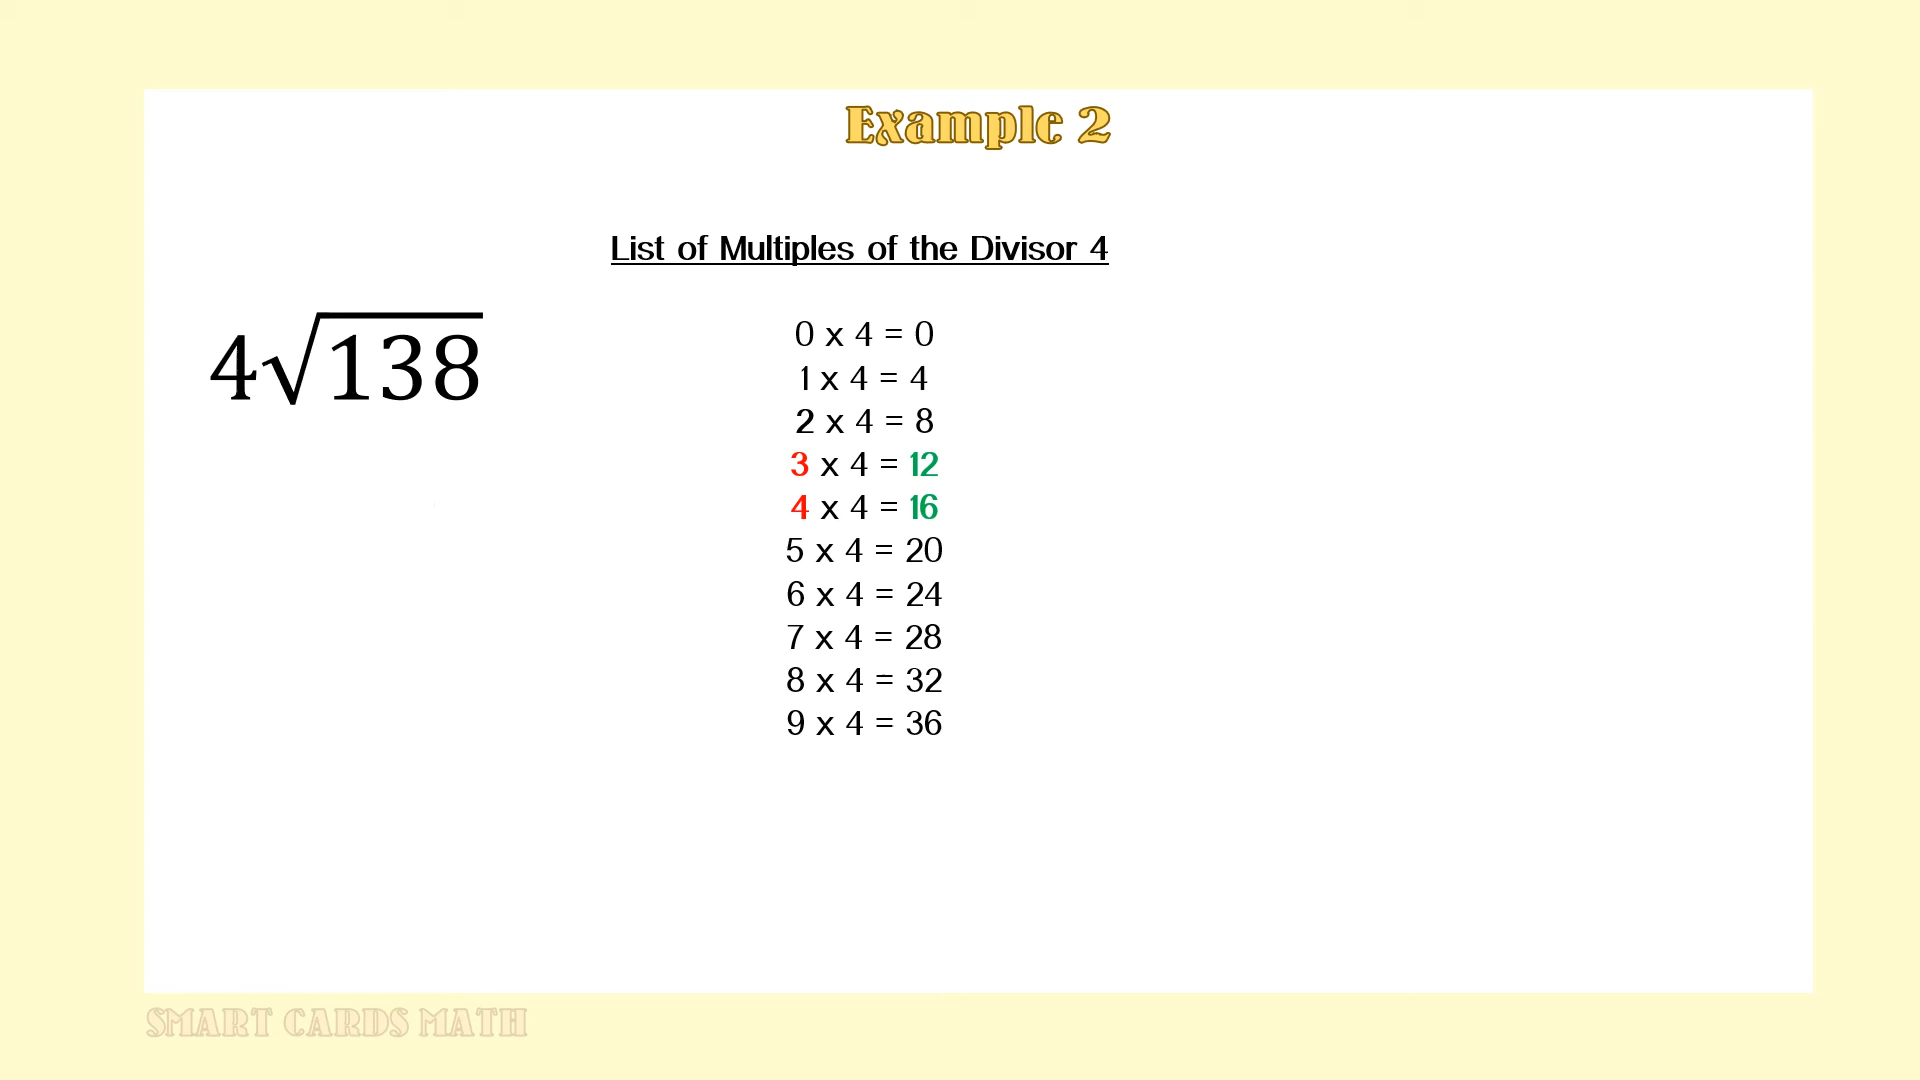 Example 2
List of Multiples of the Divisor 4
4√138
0 x 4 = 0
1 x 4 = 4
2 x 4 = 8
3 x 4 = 12
4 x 4 = 16
5 x 4 = 20
6 x 4 = 24
7 x 4 = 28
8 x 4 = 32
9 x 4 = 36
SMART CARDS MATH